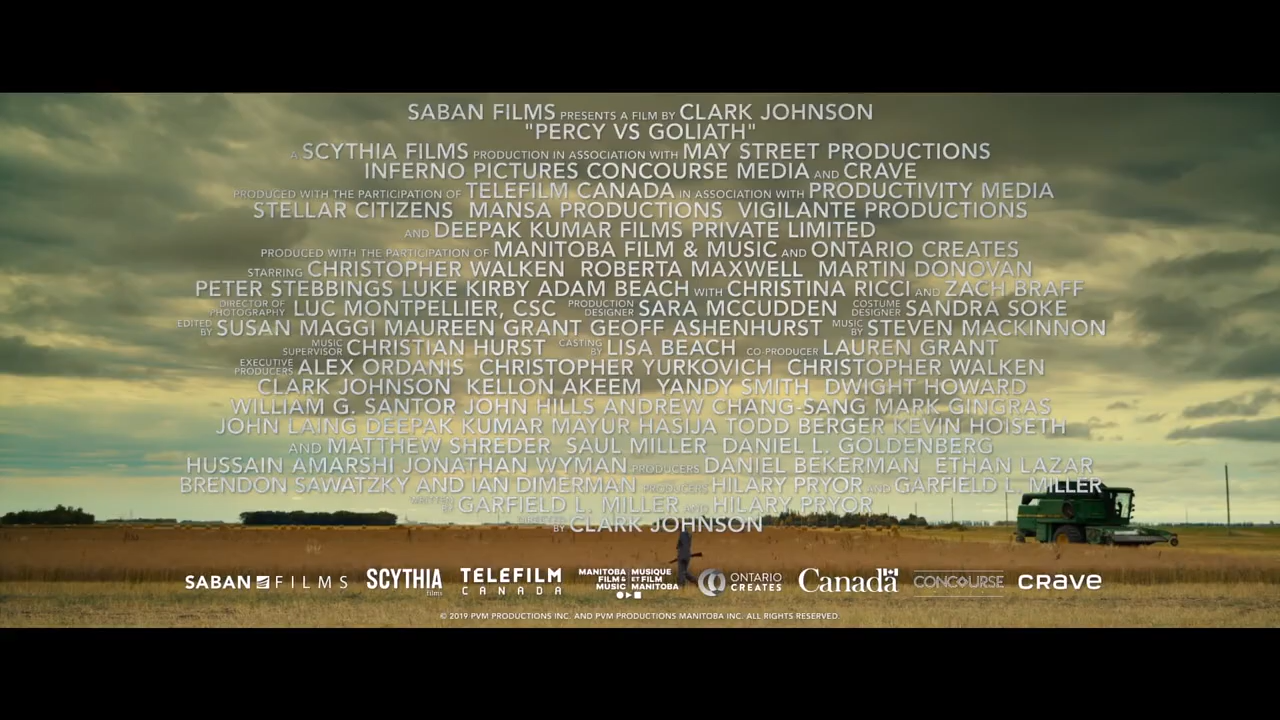 SABAN FILMS PRESENTS A FILM BY CLARK JOHNSON
"PERCY VS GOLIATH"
A SCYTHIA FILMS PRODUCTION IN ASSOCIATION WITH MAY STREET PRODUCTIONS
INFERNO PICTURES CONCOURSE MEDIA AND CRAVE
PRODUCED WITH THE PARTICIPATION OF TELEFILM CANADA IN ASSOCIATION WITH PRODUCTIVITY MEDIA
STELLAR CITIZENS MANSA PRODUCTIONS VIGILANTE PRODUCTIONS
AND DEEPAK KUMAR FILMS PRIVATE LIMITED
PRODUCED WITH THE PARTICIPATION OF MANITOBA FILM & MUSIC AND ONTARIO CREATES
STARRING CHRISTOPHER WALKEN ROBERTA MAXWELL MARTIN DONOVAN
PETER STEBBINGS LUKE KIRBY ADAM BEACH WITH CHRISTINA RICCI AND ZACH BRAFF
DIRECTOR OF PHOTOGRAPHY LUC MONTPELLIER, CSC PRODUCTION DESIGNER SARA MCCUDDEN COSTUME DESIGNER SANDRA SOKE
EDITED BY SUSAN MAGGI MAUREEN GRANT GEOFF ASHENHURST MUSIC BY STEVEN MACKINNON
MUSIC SUPERVISOR CHRISTIAN HURST CASTING BY LISA BEACH CO-PRODUCER LAUREN GRANT
EXECUTIVE PRODUCERS ALEX ORDANIS CHRISTOPHER YURKOVICH CHRISTOPHER WALKEN
CLARK JOHNSON KELLON AKEEM YANDY SMITH DWIGHT HOWARD
WILLIAM G. SANTOR JOHN HILLS ANDREW CHANG-SANG MARK GINGRAS
JOHN LAING DEEPAK KUMAR MAYUR HASIJA TODD BERGER KEVIN HOISETH
AND MATTHEW SHREDER SAUL MILLER DANIEL L. GOLDENBERG
HUSSAIN AMARSHI JONATHAN WYMAN PRODUCERS DANIEL BEKERMAN ETHAN LAZAR
BRENDON SAWATZKY AND IAN DIMERMAN PRODUCERS HILARY PRYOR AND GARFIELD L. MILLER
WRITTEN BY GARFIELD L. MILLER AND HILARY PRYOR
DIRECTED BY CLARK JOHNSON
SABAN FILMS SCYTHIA films TELEFILM CANADA MANITOBA FILM & MUSIC MUSIQUE ET FILM MANITOBA ONTARIO CREATES Canada CONCOURSE crave
© 2019 PVM PRODUCTIONS INC. AND PVM PRODUCTIONS MANITOBA INC. ALL RIGHTS RESERVED.